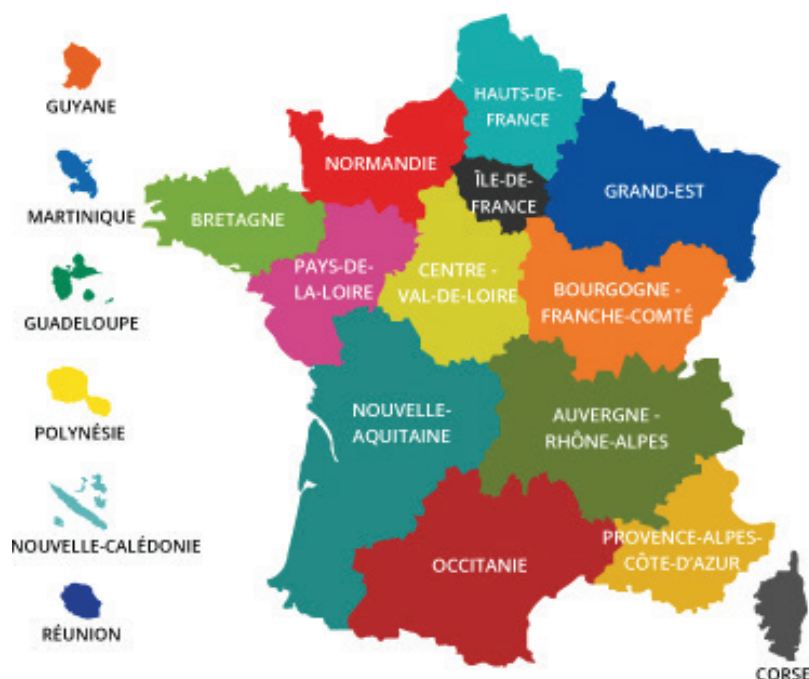 HAUTS-DE-
FRANCE
GUYANE
NORMANDIE
ÎLE-DE-
FRANCE
GRAND-EST
MARTINIQUE
BRETAGNE
PAYS-DE-
LA-LOIRE
CENTRE -
VAL-DE-LOIRE
BOURGOGNE -
FRANCHE-COMTÉ
GUADELOUPE
NOUVELLE-
AQUITAINE
AUVERGNE -
RHÔNE-ALPES
POLYNÉSIE
NOUVELLE-CALÉDONIE
OCCITANIE
PROVENCE-ALPES-
CÔTE-D'AZUR
RÉUNION
CORSE